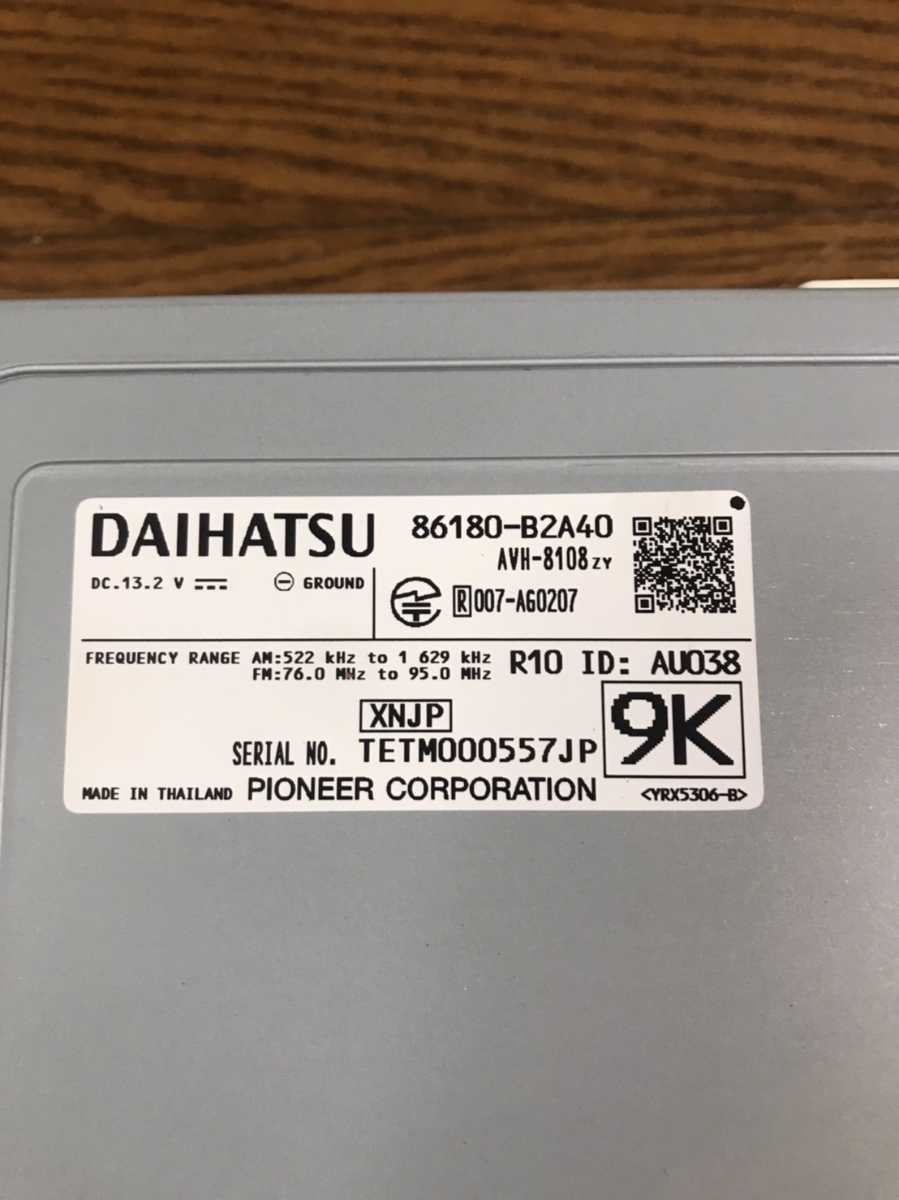 DAIHATSU 86180-B2A40
AVH-8108ZY
DC.13.2 V GROUND
R 007-A60207
FREQUENCY RANGE AM:522 kHz to 1 629 kHz
FM:76.0 MHz to 95.0 MHz
R10 ID: AU038
XNJP
9K
SERIAL NO. TETM000557JP
MADE IN THAILAND PIONEER CORPORATION <YRX5306-B>